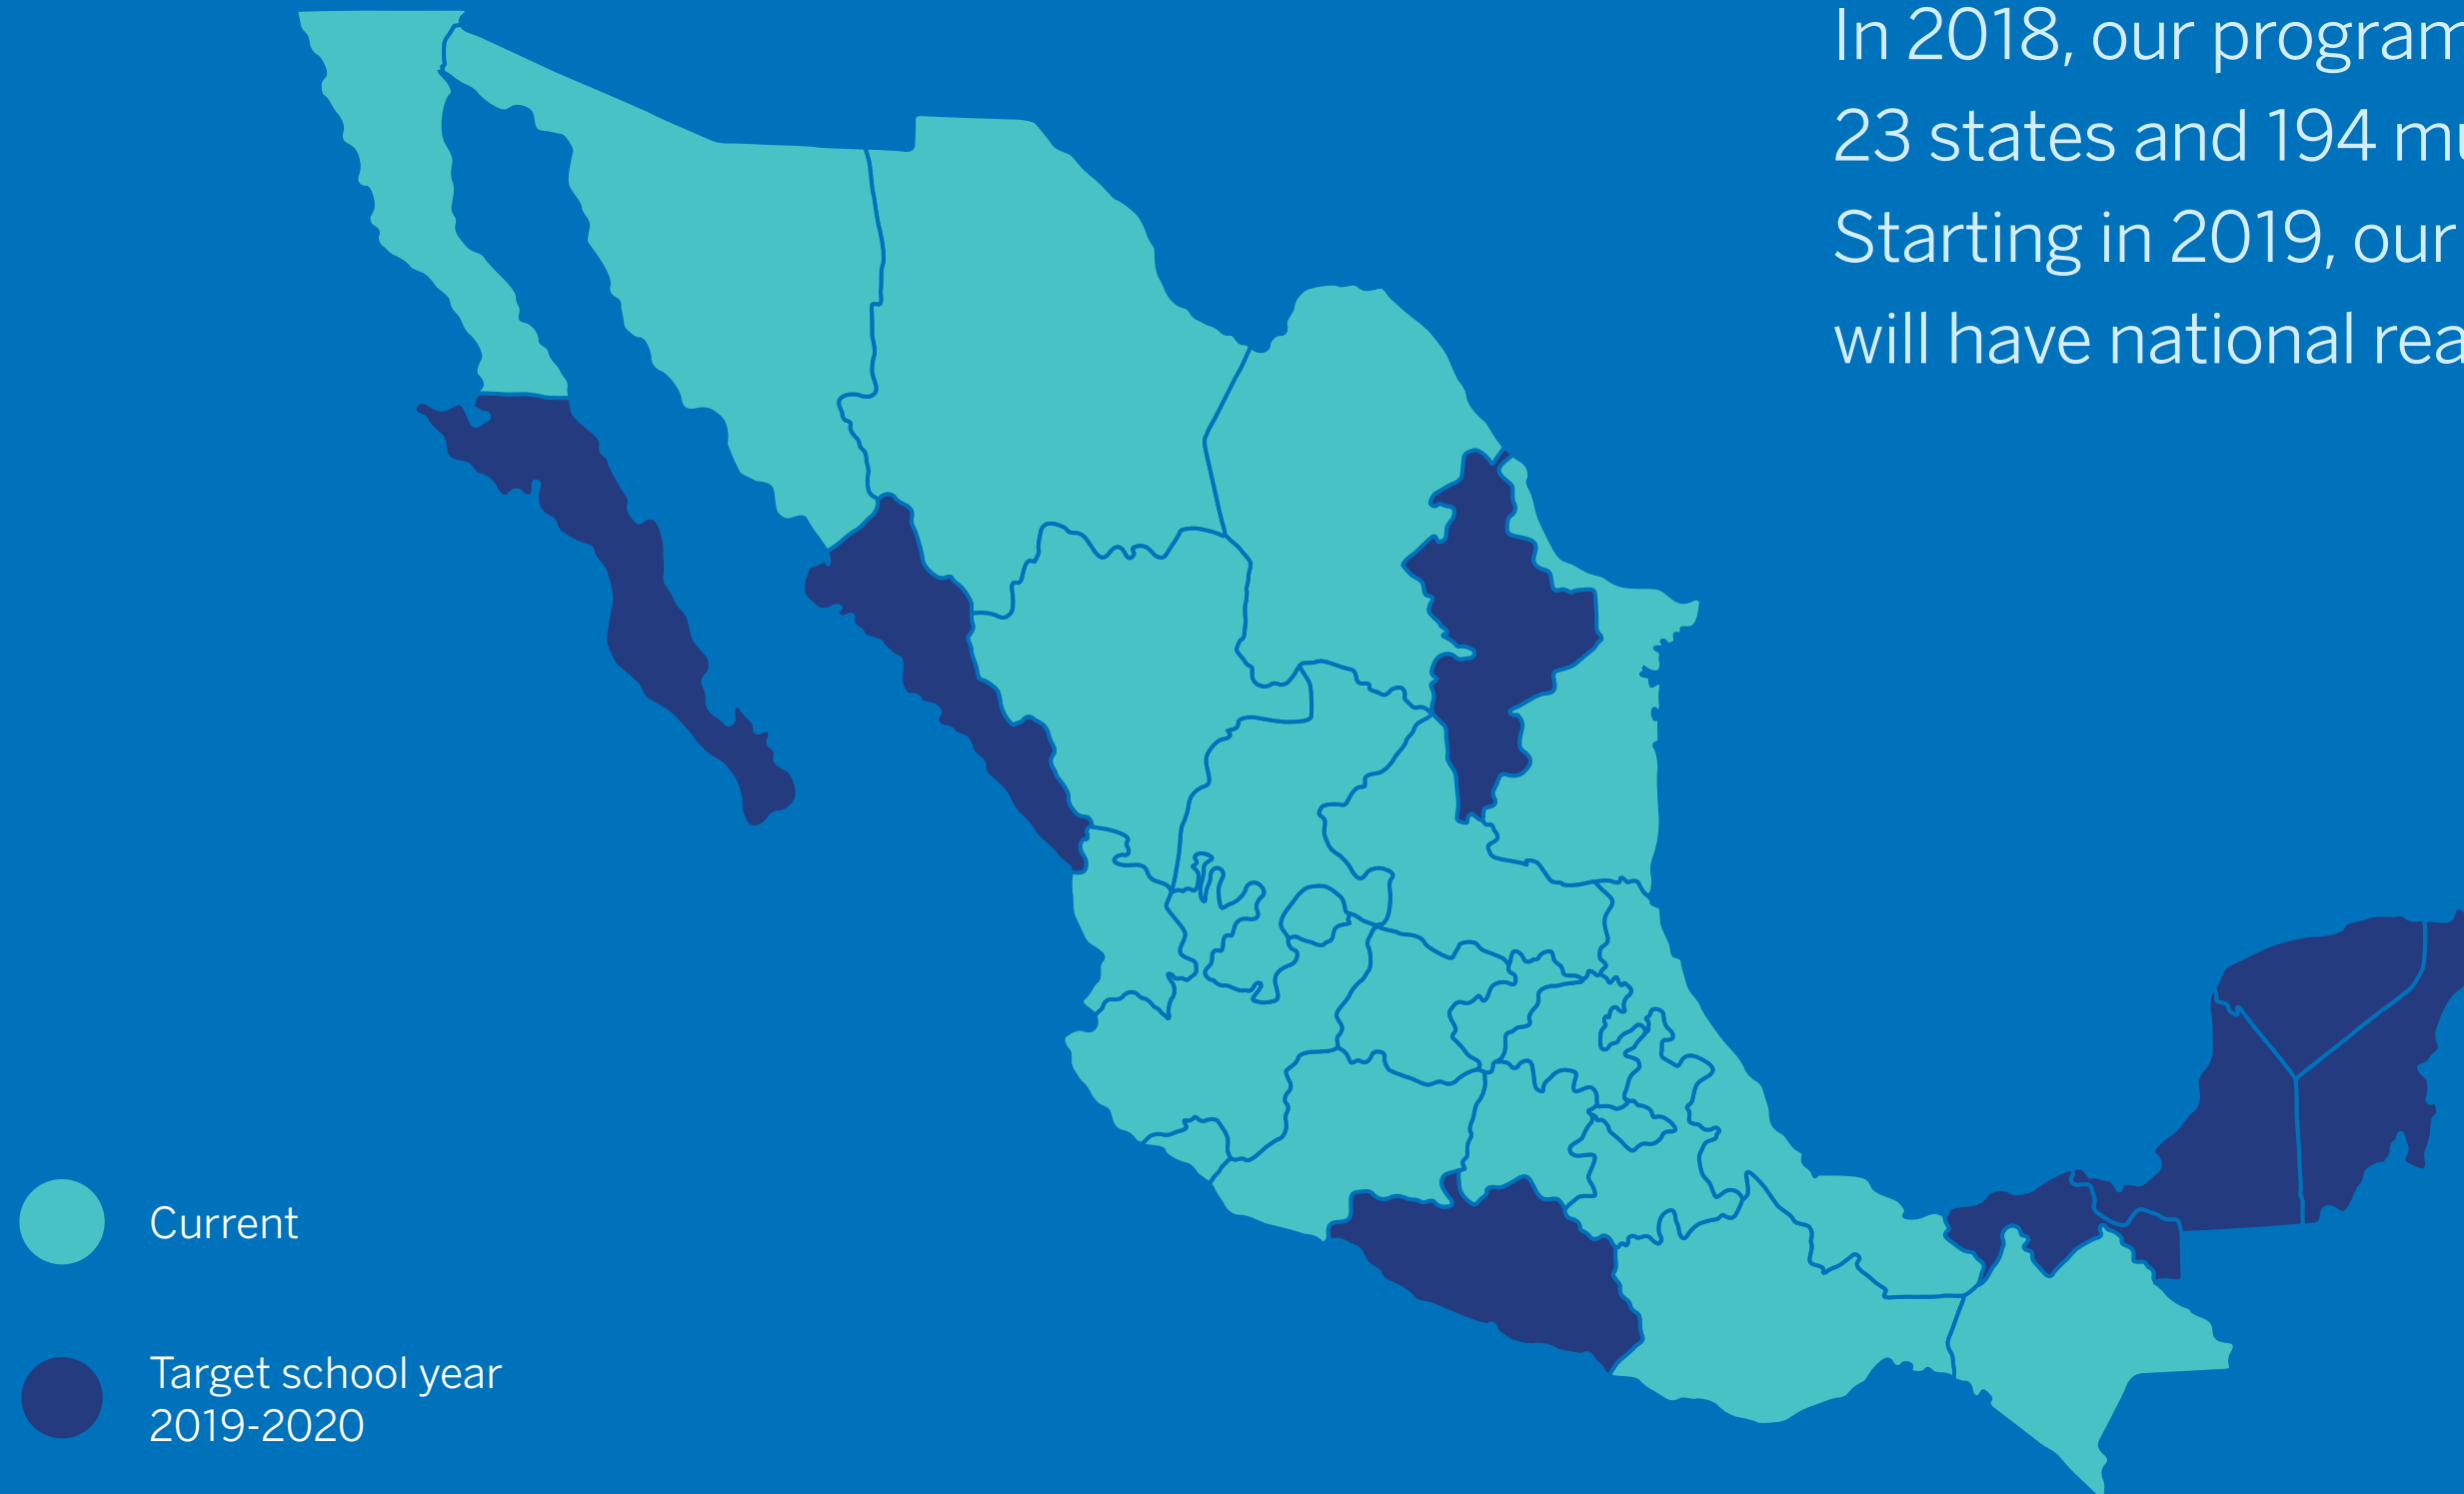 In 2018, our program
23 states and 194
Starting in 2019, our
will have national
Current
Target school year
2019-2020